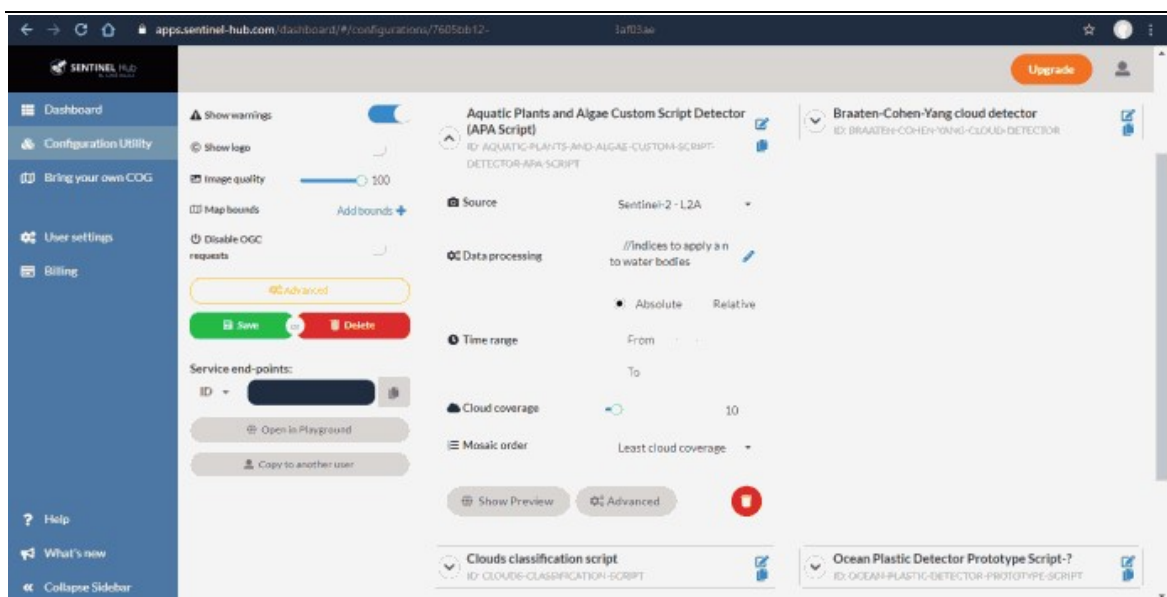 apps.sentinel-hub.com/dashboard/#/configurations/7605bb12- 3af03ae
SENTINEL HUB
Upgrade
Dashboard
Configuration Utility
Bring your own COG
User settings
Billing
Help
What's new
Collapse Sidebar
Show warnings
Show logo
Image quality 100
Map bounds Add bounds
Disable OGC
requests
Advanced
Save or Delete
Service end-points:
ID
Open in Playground
Copy to another user
Aquatic Plants and Algae Custom Script Detector
(APA Script)
ID: AQUATIC-PLANTS-AND-ALGAE-CUSTOM-SCRIPT-
DETECTOR-APA-SCRIPT
Source Sentinel-2 - L2A
Data processing //Indices to apply a n
to water bodies
Absolute Relative
Time range From
To
Cloud coverage 10
Mosaic order Least cloud coverage
Show Preview Advanced
Clouds classification script
ID: CLOUDS-CLASSIFICATION-SCRIPT
Braaten-Cohen-Yang cloud detector
ID: BRAATEN-COHEN-YANG-CLOUD-DETECTOR
Ocean Plastic Detector Prototype Script-?
ID: OCEAN-PLASTIC-DETECTOR-PROTOTYPE-SCRIPT